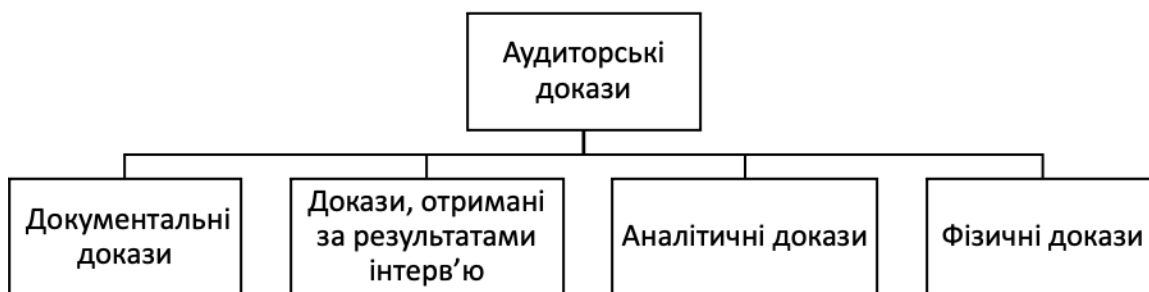 Аудиторські
докази
Документальні
докази
Докази, отримані
за результатами
інтерв’ю
Аналітичні докази
Фізичні докази